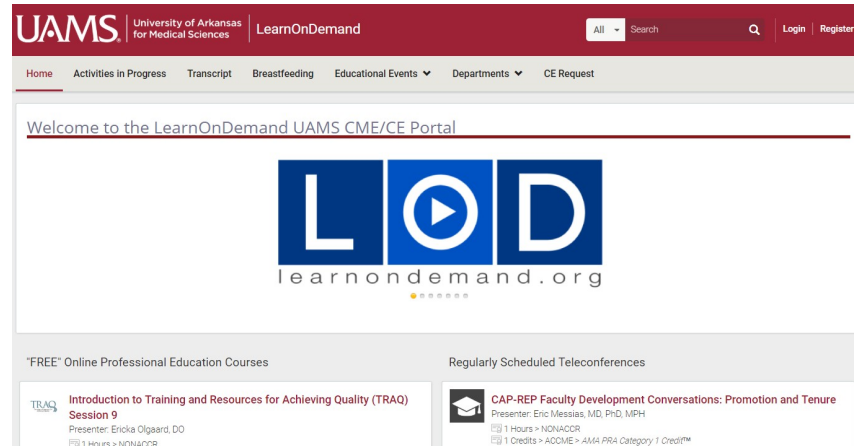 UAMS® University of Arkansas for Medical Sciences LearnOnDemand All Search Login Register
Home Activities in Progress Transcript Breastfeeding Educational Events Departments CE Request
Welcome to the LearnOnDemand UAMS CME/CE Portal
LOD
learnondemand.org
"FREE" Online Professional Education Courses
TRAQ
Introduction to Training and Resources for Achieving Quality (TRAQ)
Session 9
Presenter: Ericka Olgaard, DO
1 Hours > NONACCR
Regularly Scheduled Teleconferences
CAP-REP Faculty Development Conversations: Promotion and Tenure
Presenter: Eric Messias, MD, PhD, MPH
1 Hours > NONACCR
1 Credits > ACCME > AMA PRA Category 1 Credit™